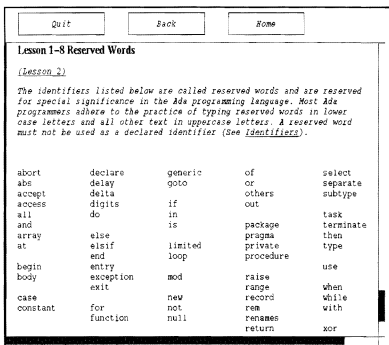 Quit Back Home
Lesson 1-8 Reserved Words
(Lesson 2)
The identifiers listed below are called reserved words and are reserved
for special significance in the Ada programming language. Most Ada
programmers adhere to the practice of typing reserved words in lower
case letters and all other text in uppercase letters. A reserved word
must not be used as a declared identifier (See Identifiers).
abort declare generic of select
abs delay goto or separate
accept delta others subtype
access digits if out
all do in task
and is package terminate
array else pragma then
at elsif limited private type
end loop procedure
begin entry use
body exception mod raise
exit range when
case new record while
constant for not rem with
function null renames
return xor